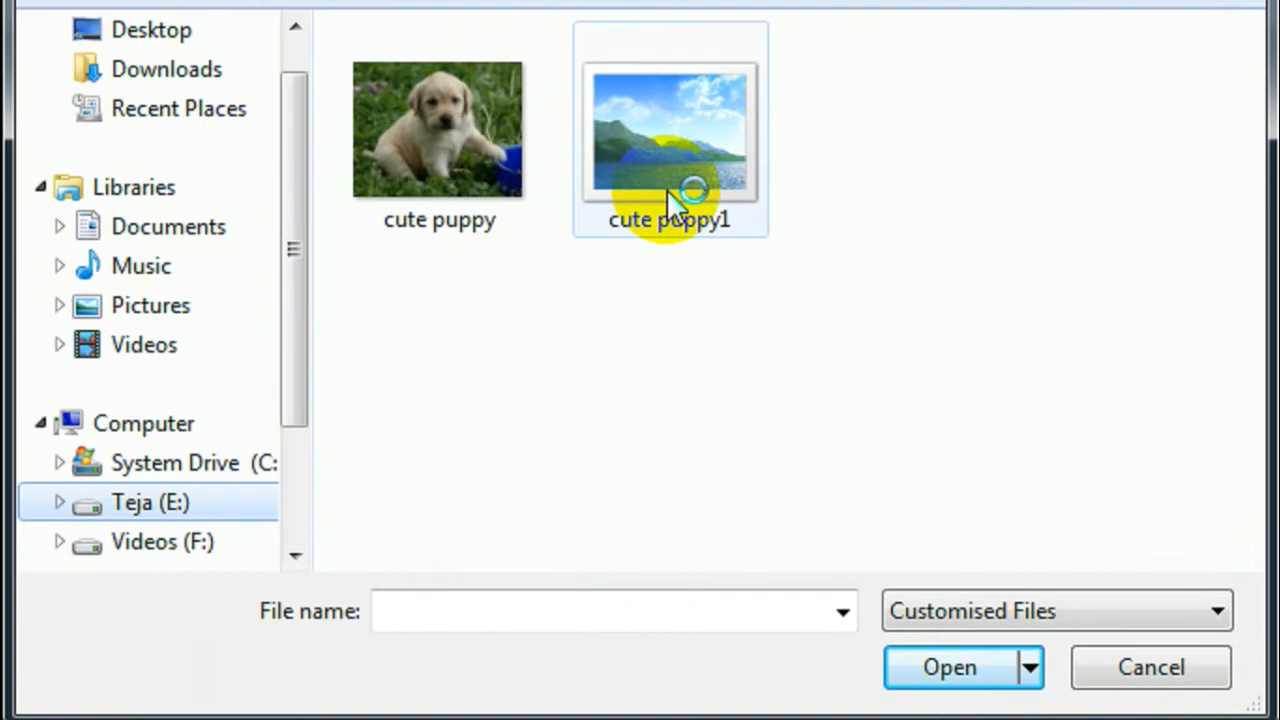 Desktop
Downloads
Recent Places
Libraries
Documents
Music
Pictures
Videos
Computer
System Drive (C:
Teja (E:)
Videos (F:)
cute puppy
cute puppy1
File name:
Customised Files
Open
Cancel